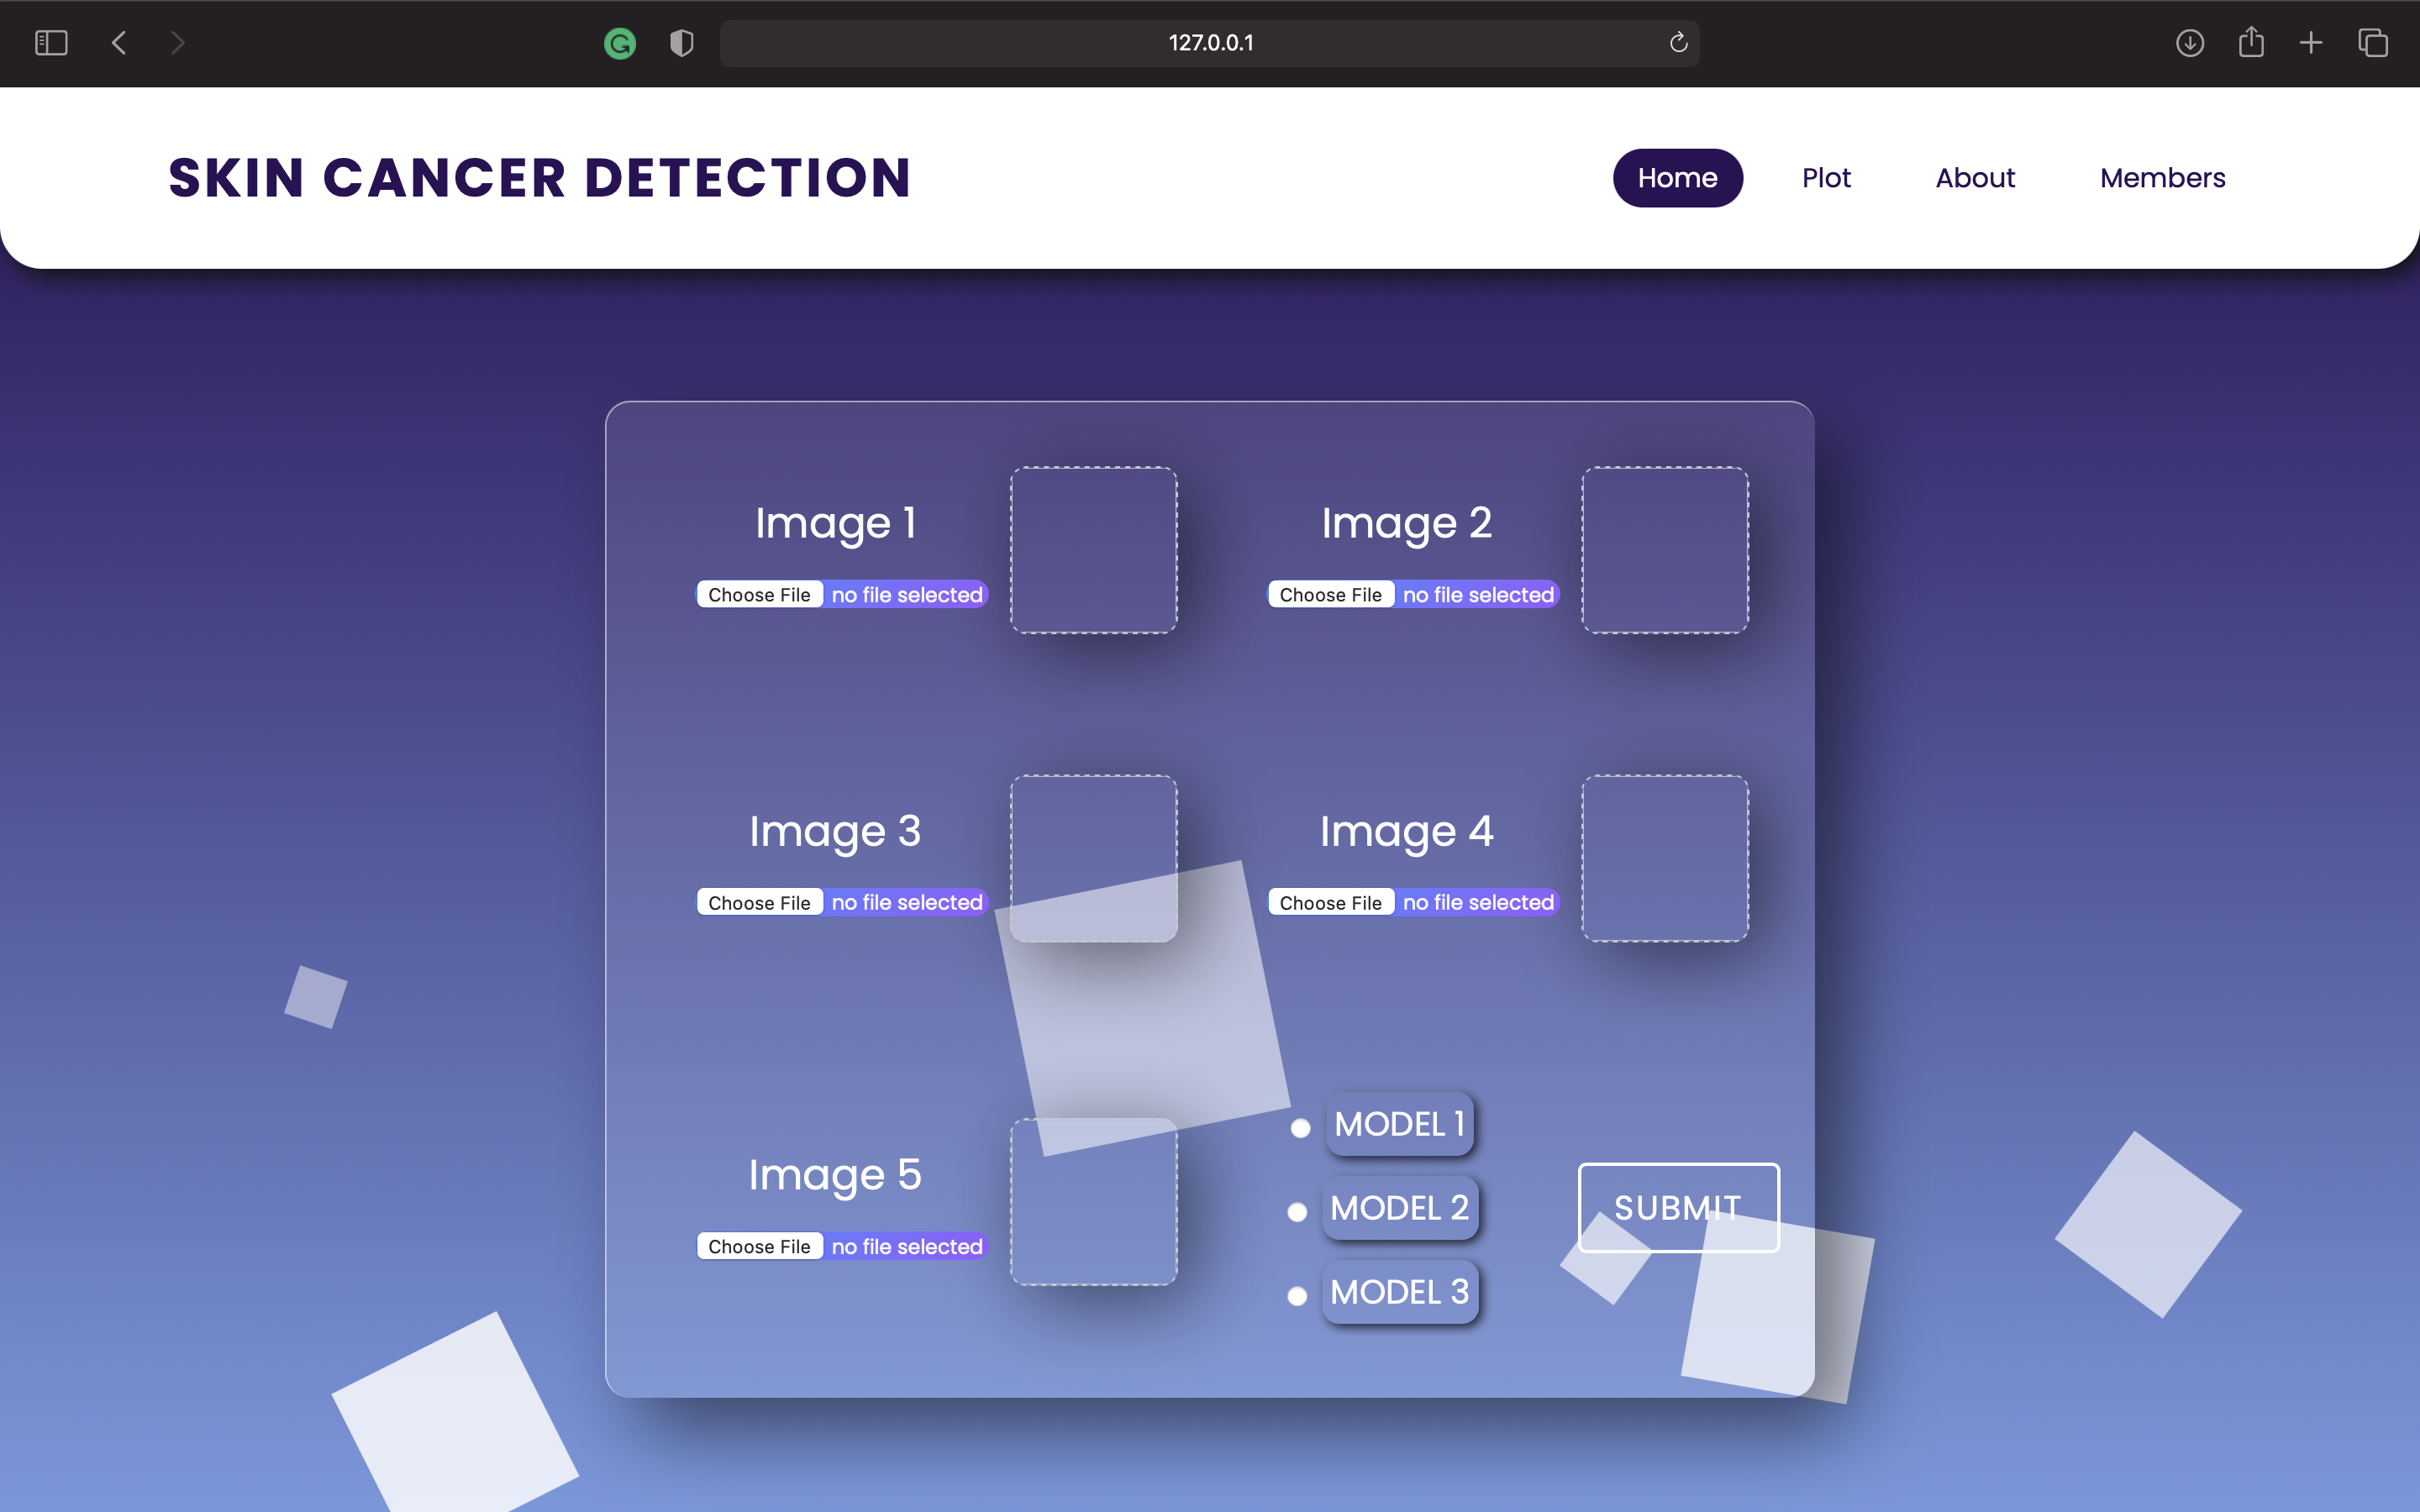 127.0.0.1
SKIN CANCER DETECTION
Home Plot About Members
Image 1
Choose File no file selected
Image 2
Choose File no file selected
Image 3
Choose File no file selected
Image 4
Choose File no file selected
Image 5
Choose File no file selected
MODEL 1
MODEL 2
MODEL 3
SUBMIT